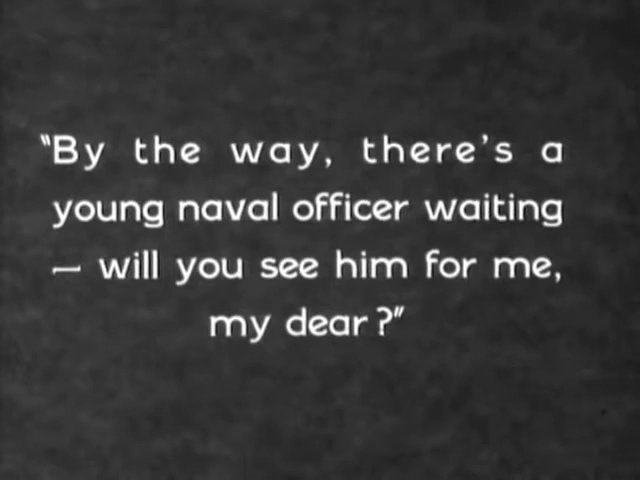 "By the way, there's a
young naval officer waiting
— will you see him for me,
my dear?"